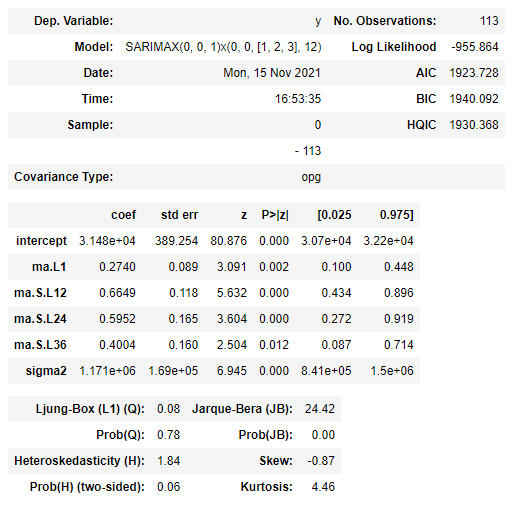 Dep. Variable: y No. Observations: 113
Model: SARIMAX(0, 0, 1)x(0, 0, [1, 2, 3], 12) Log Likelihood -955.864
Date: Mon, 15 Nov 2021 AIC 1923.728
Time: 16:53:35 BIC 1940.092
Sample: 0 HQIC 1930.368
- 113
Covariance Type: opg
coef std err z P>|z| [0.025 0.975]
intercept 3.148e+04 389.254 80.876 0.000 3.07e+04 3.22e+04
ma.L1 0.2740 0.089 3.091 0.002 0.100 0.448
ma.S.L12 0.6649 0.118 5.632 0.000 0.434 0.896
ma.S.L24 0.5952 0.165 3.604 0.000 0.272 0.919
ma.S.L36 0.4004 0.160 2.504 0.012 0.087 0.714
sigma2 1.171e+06 1.69e+05 6.945 0.000 8.41e+05 1.5e+06
Ljung-Box (L1) (Q): 0.08 Jarque-Bera (JB): 24.42
Prob(Q): 0.78 Prob(JB): 0.00
Heteroskedasticity (H): 1.84 Skew: -0.87
Prob(H) (two-sided): 0.06 Kurtosis: 4.46